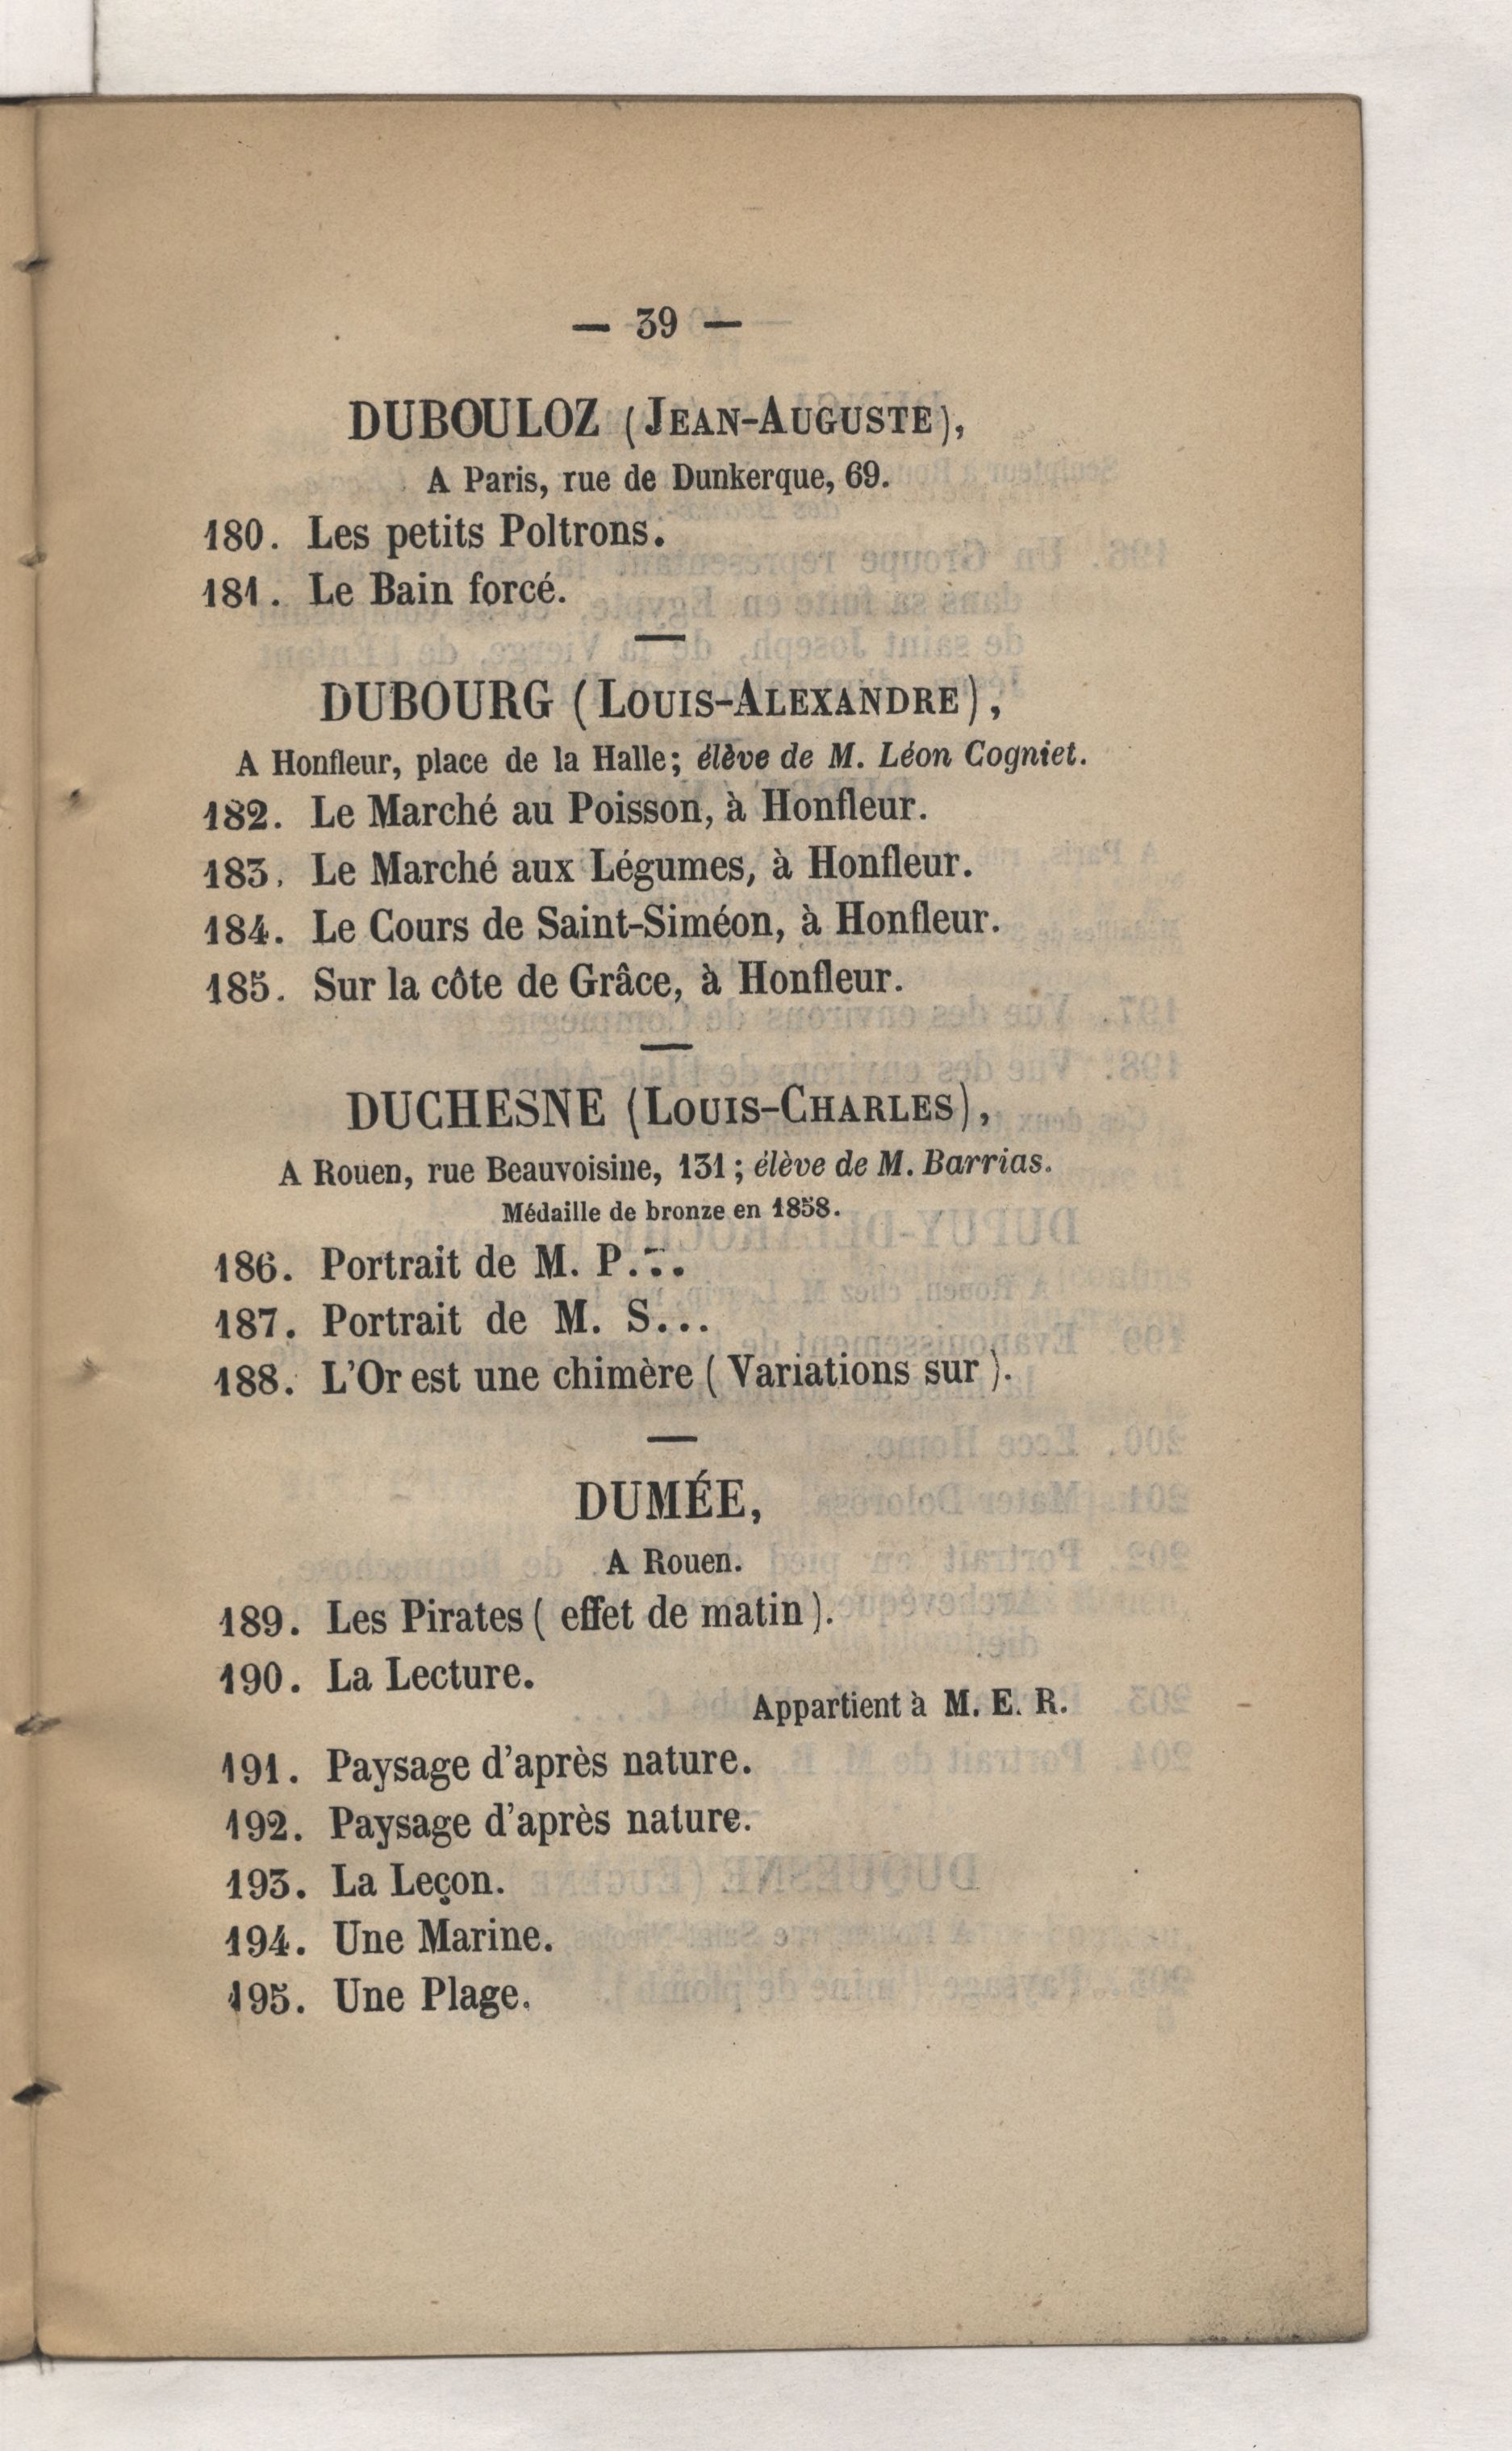 — 39 —
DUBOULOZ (JEAN-AUGUSTE),
A Paris, rue de Dunkerque, 69.
180. Les petits Poltrons.
181. Le Bain forcé.
DUBOURG (LOUIS-ALEXANDRE),
A Honfleur, place de la Halle; élève de M. Léon Cogniet.
182. Le Marché au Poisson, à Honfleur.
183. Le Marché aux Légumes, à Honfleur.
184. Le Cours de Saint-Siméon, à Honfleur.
185. Sur la côte de Grâce, à Honfleur.
DUCHESNE (LOUIS-CHARLES),
A Rouen, rue Beauvoisine, 131; élève de M. Barrias.
Médaille de bronze en 1858.
186. Portrait de M. P...
187. Portrait de M. S...
188. L'Or est une chimère (Variations sur).
DUMÉE,
A Rouen.
189. Les Pirates (effet de matin).
190. La Lecture.
Appartient à M. E. R.
191. Paysage d'après nature.
192. Paysage d'après nature.
193. La Leçon.
194. Une Marine.
195. Une Plage.